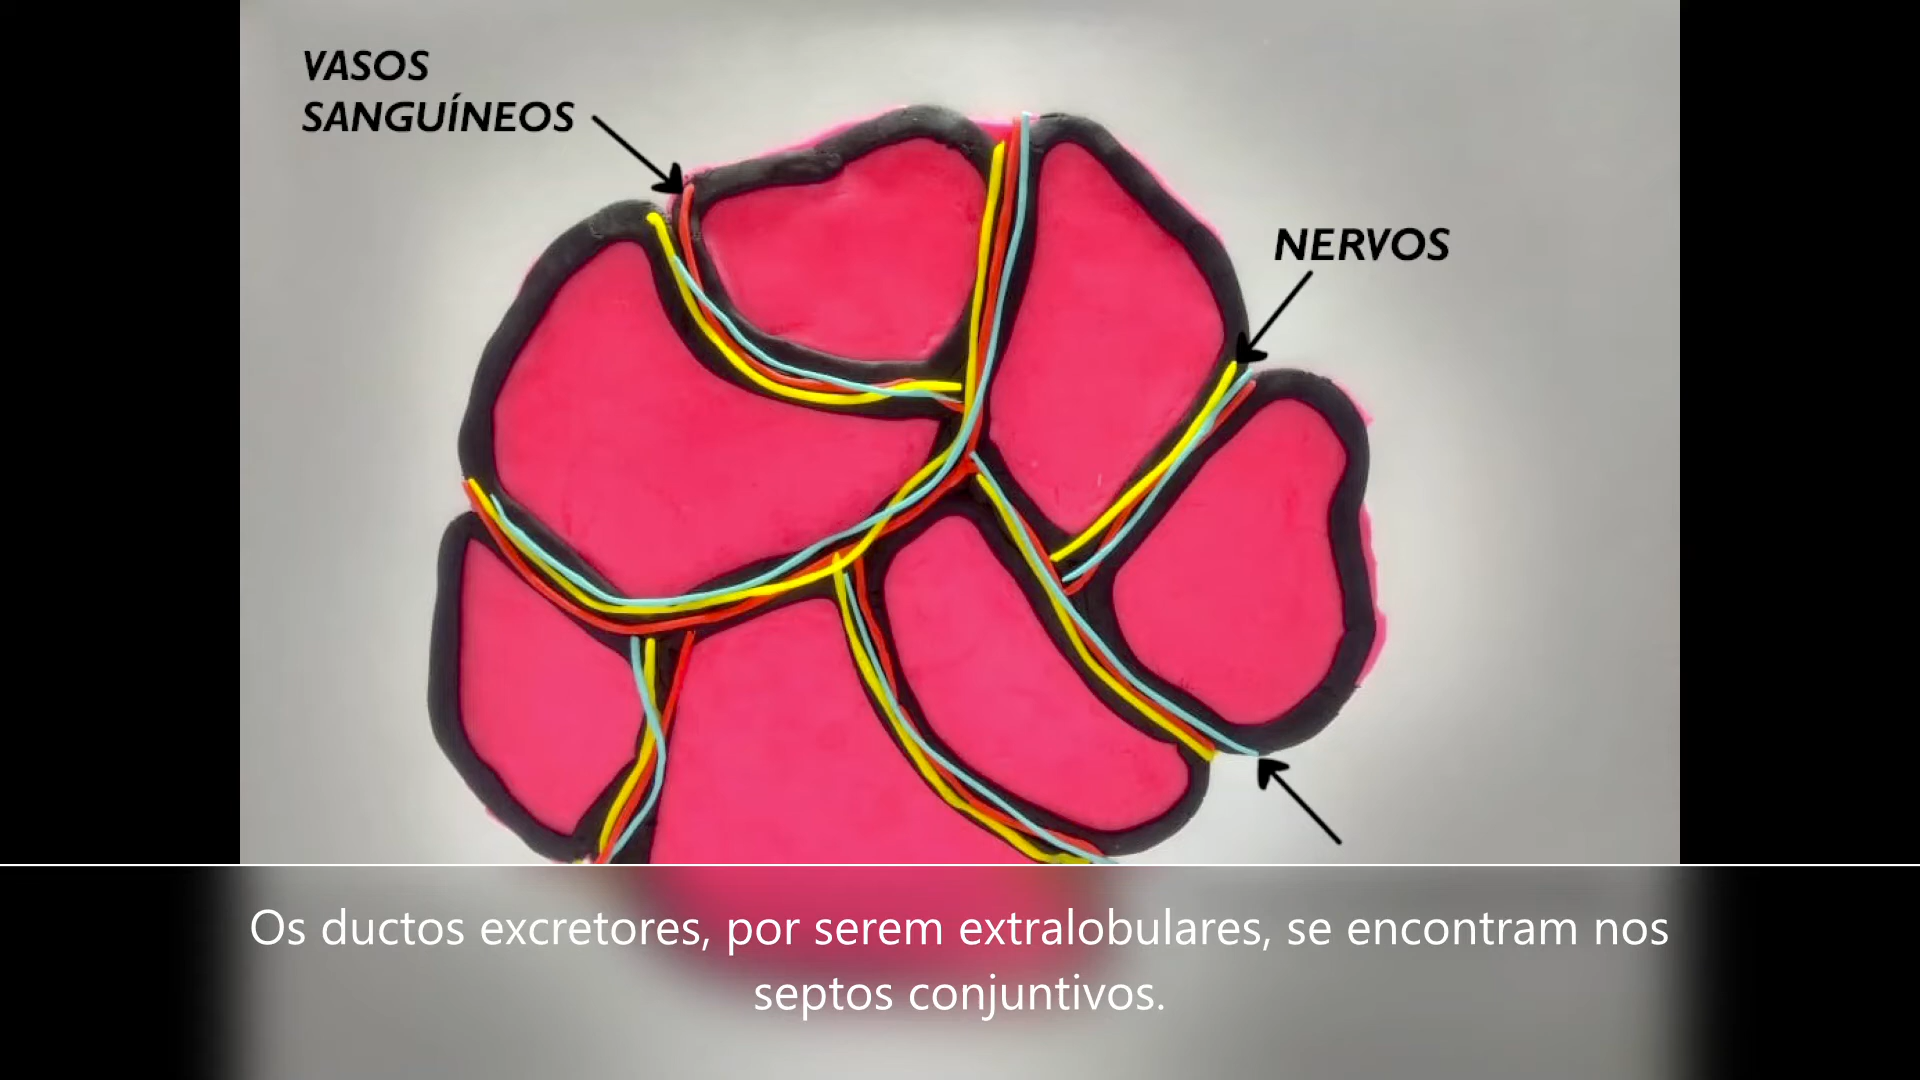 VASOS
SANGUÍNEOS
NERVOS
Os ductos excretores, por serem extralobulares, se encontram nos
septos conjuntivos.